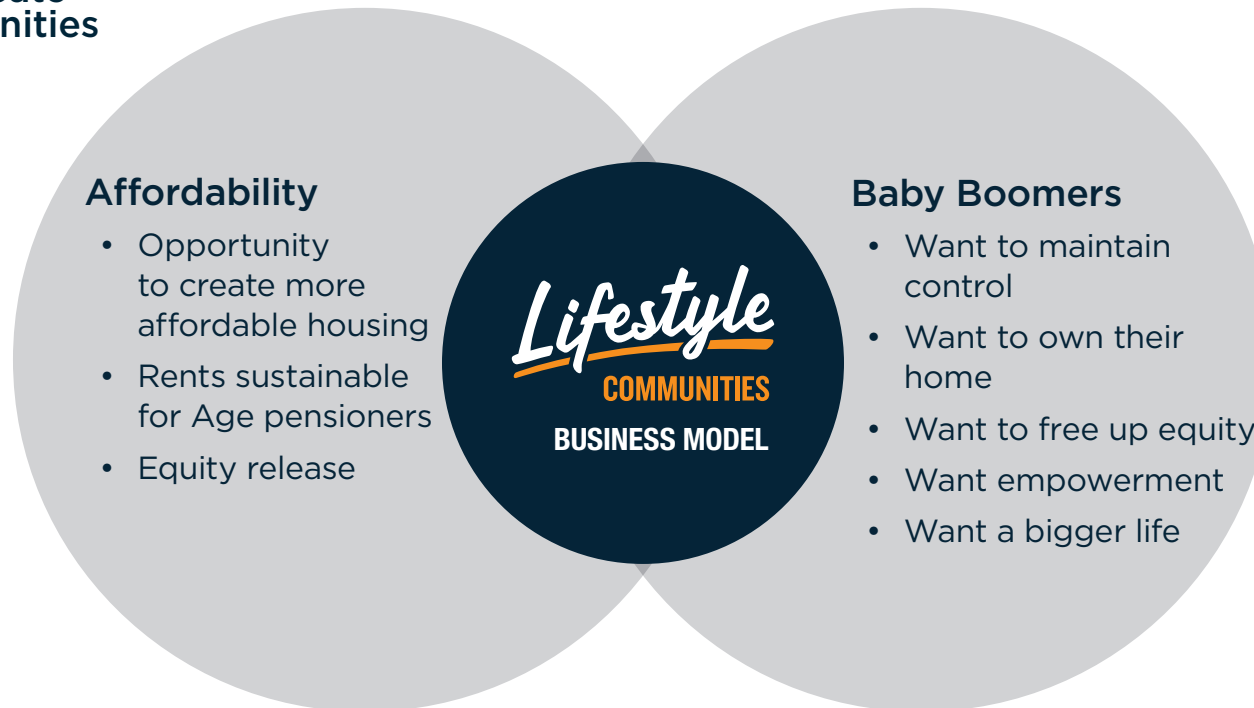 nities
Affordability
• Opportunity
to create more
affordable housing
• Rents sustainable
for Age pensioners
• Equity release
Lifestyle
COMMUNITIES
BUSINESS MODEL
Baby Boomers
• Want to maintain
control
• Want to own their
home
• Want to free up equity
• Want empowerment
• Want a bigger life